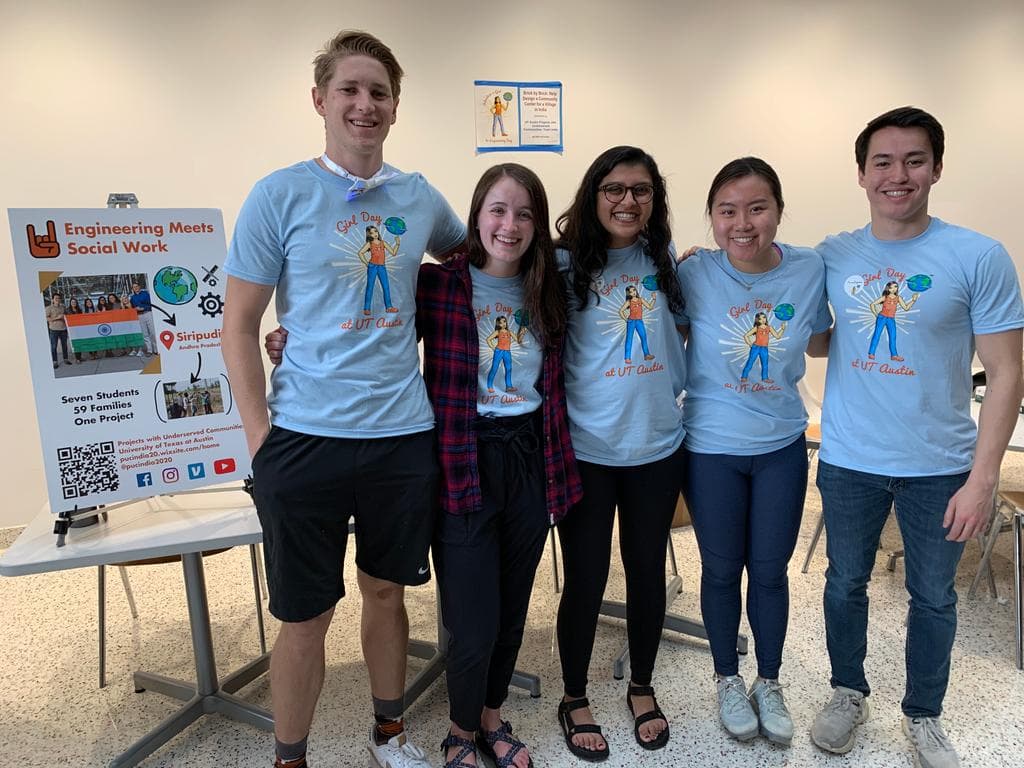 Engineering Meets
Social Work
Siripudi
Andhra Pradesh
Seven Students
59 Families
One Project
Projects with Underserved Communities
University of Texas at Austin
pucindia20.wixsite.com/home
@pucindia2020
Brick by Brick: Help
Design a Community
Center for a Village
in India
Girl Day
at UT Austin
Girl Day
at UT Austin
Girl Day
at UT Austin
Girl Day
at UT Austin
Girl Day
at UT Austin